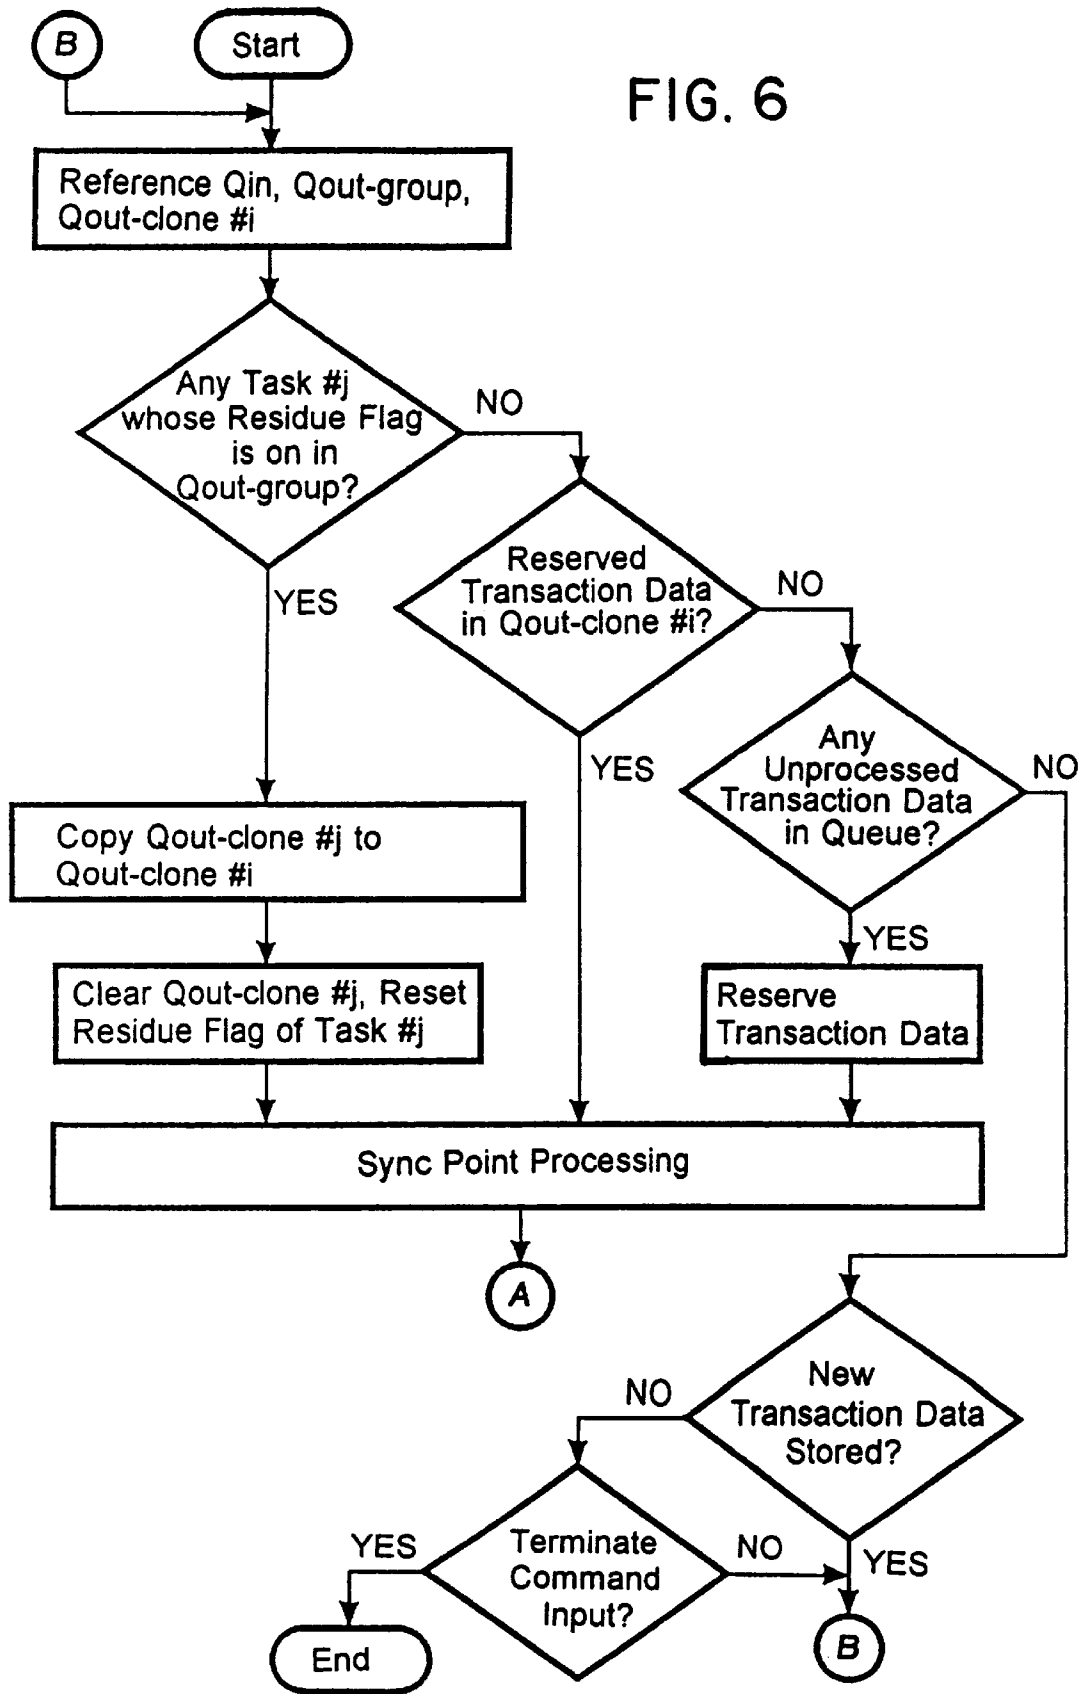 B
Start
FIG. 6
Reference Qin, Qout-group,
Qout-clone #i
Any Task #j
whose Residue Flag
is on in
Qout-group?
NO
YES
Reserved
Transaction Data
in Qout-clone #i?
NO
YES
Any
Unprocessed
Transaction Data
in Queue?
NO
YES
Copy Qout-clone #j to
Qout-clone #i
Clear Qout-clone #j, Reset
Residue Flag of Task #j
Reserve
Transaction Data
Sync Point Processing
A
New
Transaction Data
Stored?
NO
YES
Terminate
Command
Input?
YES
NO
End
B